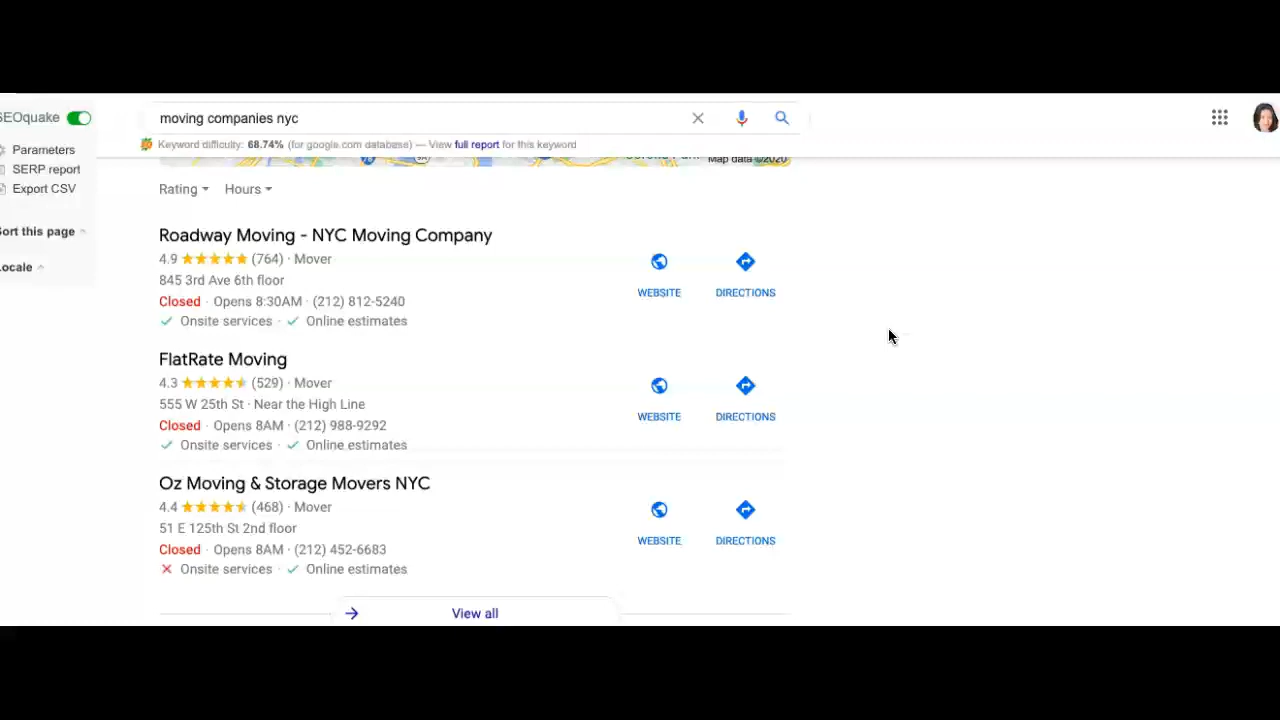 SEOquake
moving companies nyc
Keyword difficulty: 68.74% (for google.com database) — View full report for this keyword
Parameters
SERP report
Export CSV
Sort this page
Locale
Map data ©2020
Rating
Hours
Roadway Moving - NYC Moving Company
4.9 (764) · Mover
845 3rd Ave 6th floor
Closed · Opens 8:30AM · (212) 812-5240
Onsite services · Online estimates
WEBSITE
DIRECTIONS
FlatRate Moving
4.3 (529) · Mover
555 W 25th St · Near the High Line
Closed · Opens 8AM · (212) 988-9292
Onsite services · Online estimates
WEBSITE
DIRECTIONS
Oz Moving & Storage Movers NYC
4.4 (468) · Mover
51 E 125th St 2nd floor
Closed · Opens 8AM · (212) 452-6683
Onsite services · Online estimates
WEBSITE
DIRECTIONS
View all